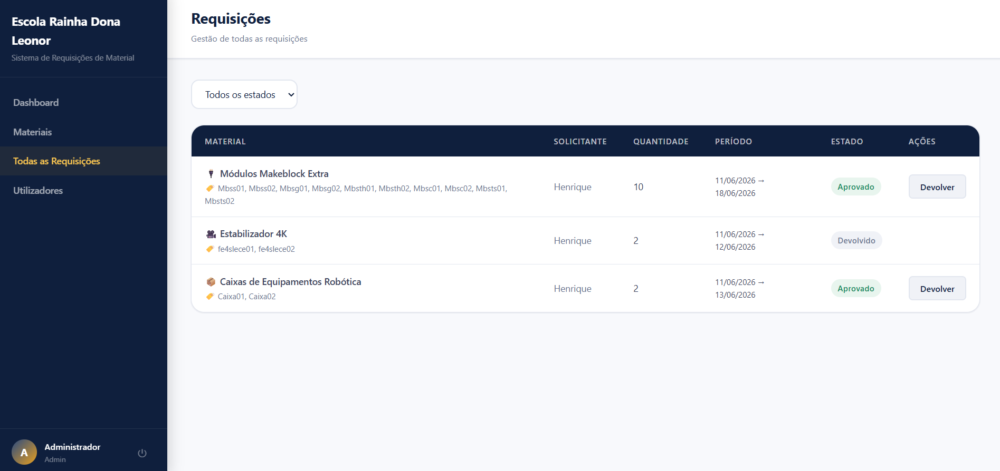 Escola Rainha Dona
Leonor
Sistema de Requisições de Material
Dashboard
Materiais
Todas as Requisições
Utilizadores
A
Administrador
Admin
Requisições
Gestão de todas as requisições
Todos os estados
MATERIAL SOLICITANTE QUANTIDADE PERÍODO ESTADO AÇÕES
Módulos Makeblock Extra
Mbss01, Mbss02, Mbsg01, Mbsg02, Mbsth01, Mbsth02, Mbsc01, Mbsc02, Mbsts01,
Mbsts02
Henrique
10
11/06/2026 →
18/06/2026
Aprovado
Devolver
Estabilizador 4K
fe4slece01, fe4slece02
Henrique
2
11/06/2026 →
12/06/2026
Devolvido
Caixas de Equipamentos Robótica
Caixa01, Caixa02
Henrique
2
11/06/2026 →
13/06/2026
Aprovado
Devolver